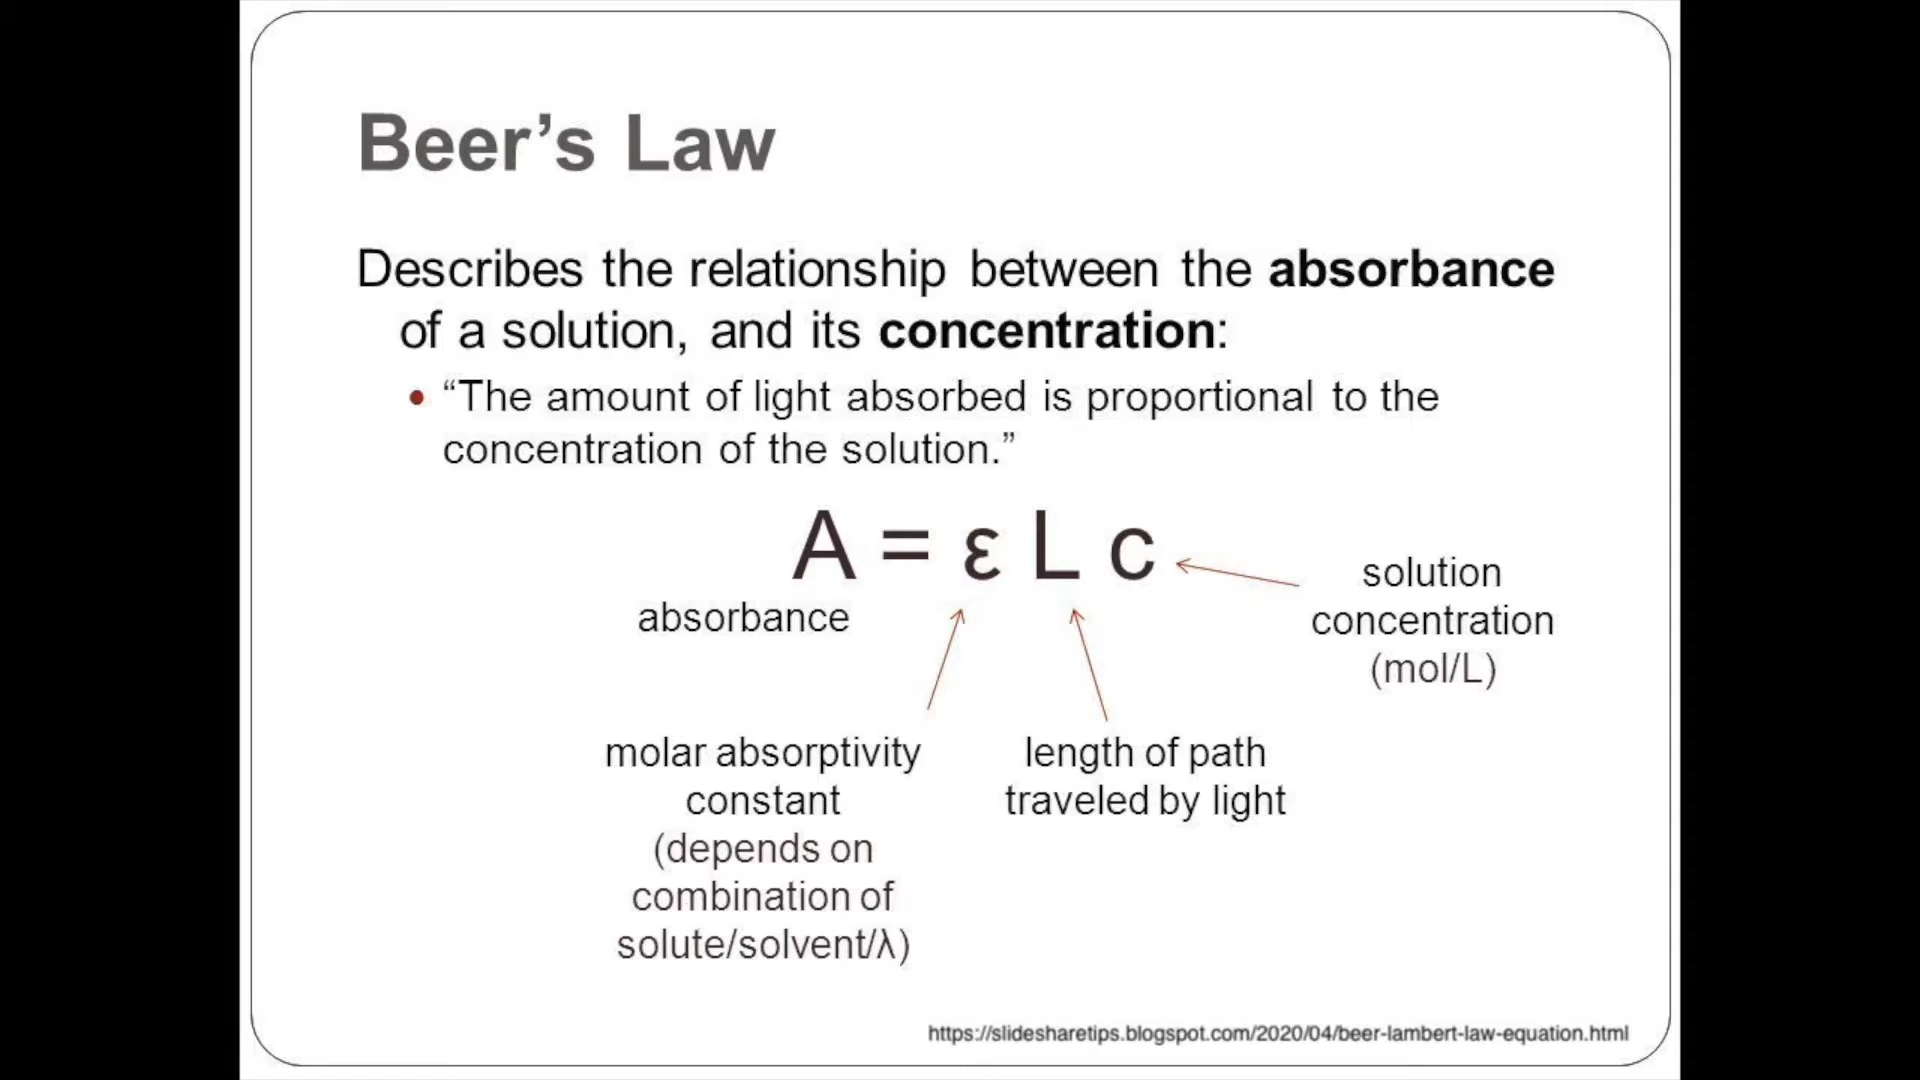 Beer’s Law
Describes the relationship between the absorbance
of a solution, and its concentration:
• “The amount of light absorbed is proportional to the
concentration of the solution.”
A = ε L c
absorbance
solution
concentration
(mol/L)
molar absorptivity
constant
(depends on
combination of
solute/solvent/λ)
length of path
traveled by light
https://slidesharetips.blogspot.com/2020/04/beer-lambert-law-equation.html